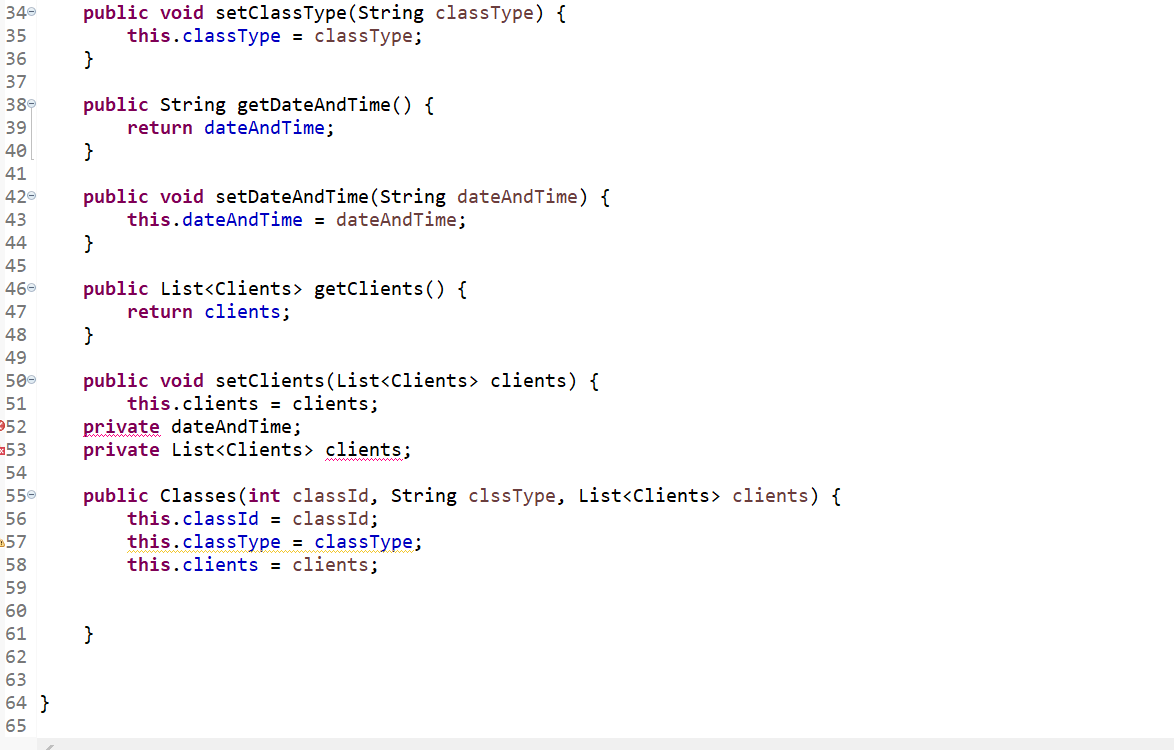 34 public void setClassType(String classType) {
35 this.classType = classType;
36 }
37
38 public String getDateAndTime() {
39 return dateAndTime;
40 }
41
42 public void setDateAndTime(String dateAndTime) {
43 this.dateAndTime = dateAndTime;
44 }
45
46 public List<Clients> getClients() {
47 return clients;
48 }
49
50 public void setClients(List<Clients> clients) {
51 this.clients = clients;
52 private dateAndTime;
53 private List<Clients> clients;
54
55 public Classes(int classId, String clssType, List<Clients> clients) {
56 this.classId = classId;
57 this.classType = classType;
58 this.clients = clients;
59
60
61 }
62
63
64 }
65